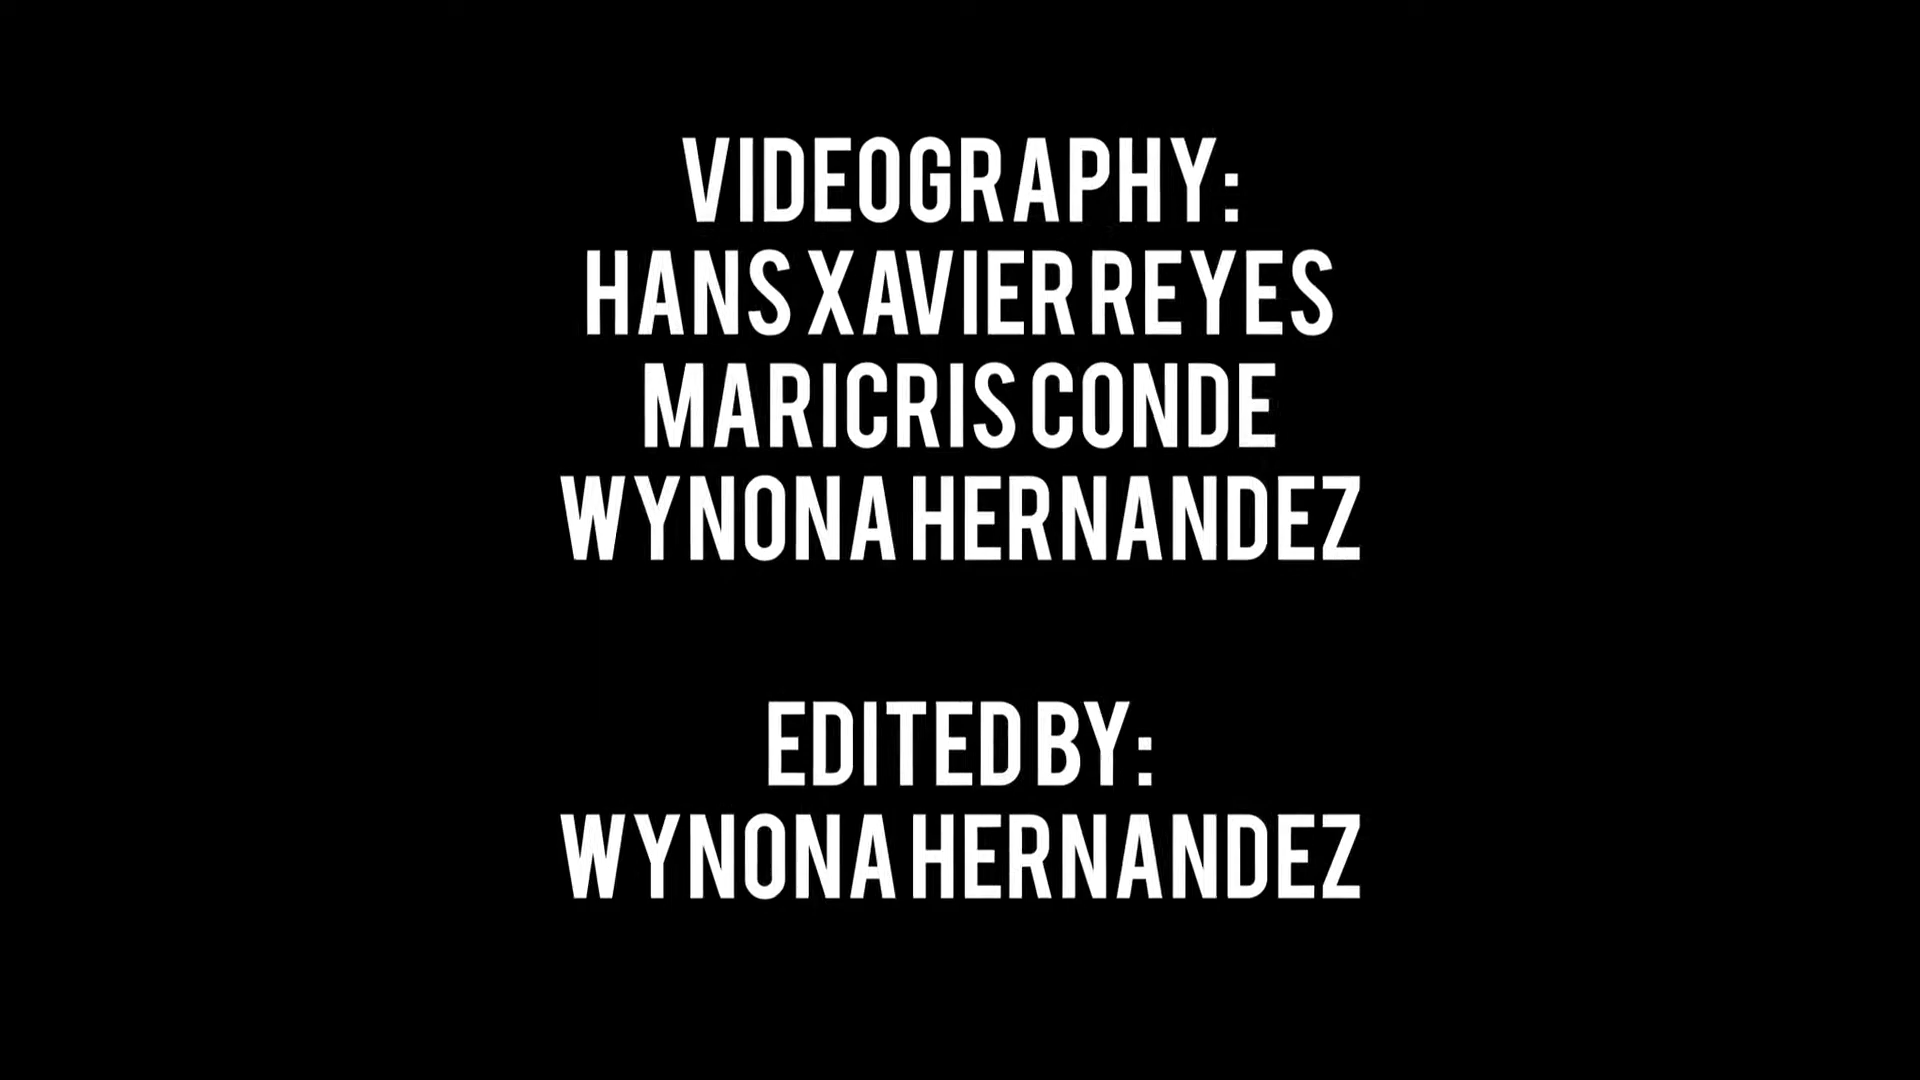 VIDEOGRAPHY:
HANS XAVIER REYES
MARICRIS CONDE
WYNONA HERNANDEZ
EDITED BY:
WYNONA HERNANDEZ